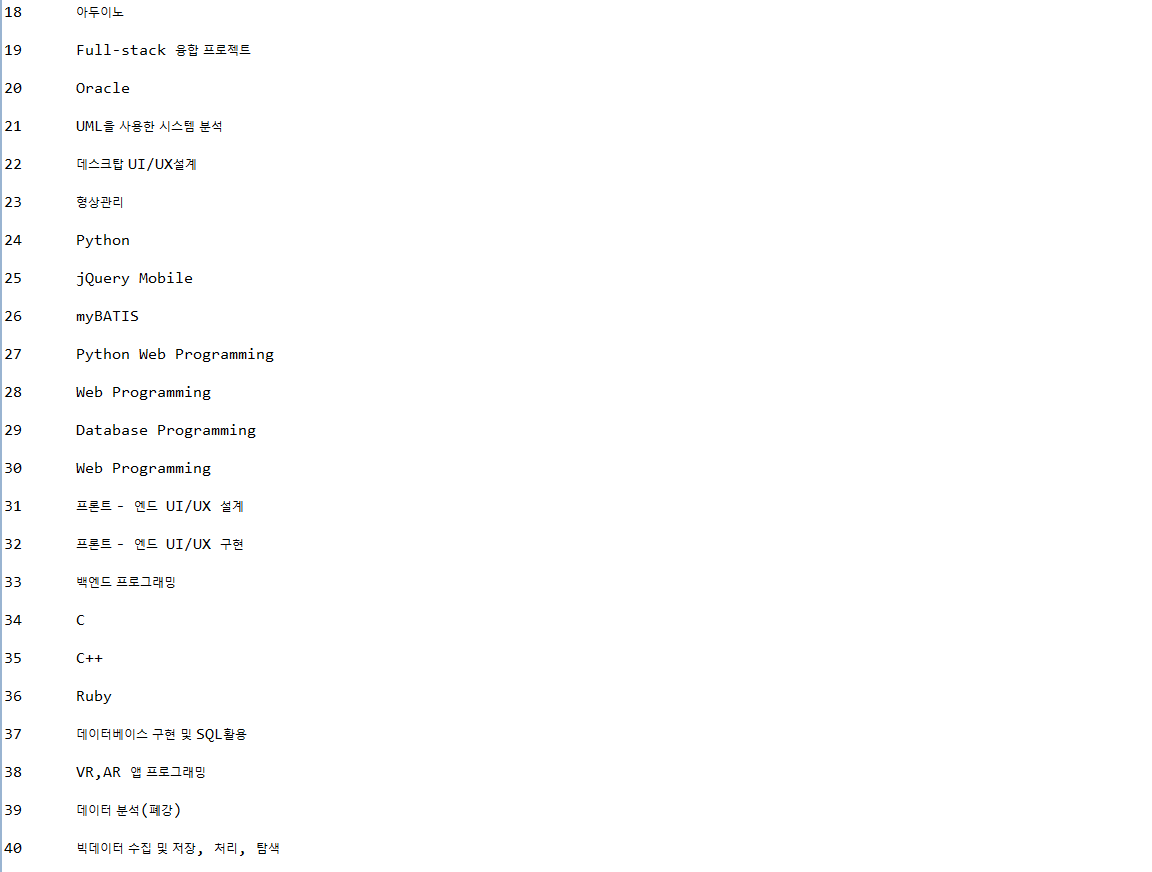 18 아두이노
19 Full-stack 융합 프로젝트
20 Oracle
21 UML을 사용한 시스템 분석
22 데스크탑 UI/UX설계
23 형상관리
24 Python
25 jQuery Mobile
26 myBATIS
27 Python Web Programming
28 Web Programming
29 Database Programming
30 Web Programming
31 프론트 - 엔드 UI/UX 설계
32 프론트 - 엔드 UI/UX 구현
33 백엔드 프로그래밍
34 C
35 C++
36 Ruby
37 데이터베이스 구현 및 SQL활용
38 VR,AR 앱 프로그래밍
39 데이터 분석(폐강)
40 빅데이터 수집 및 저장, 처리, 탐색